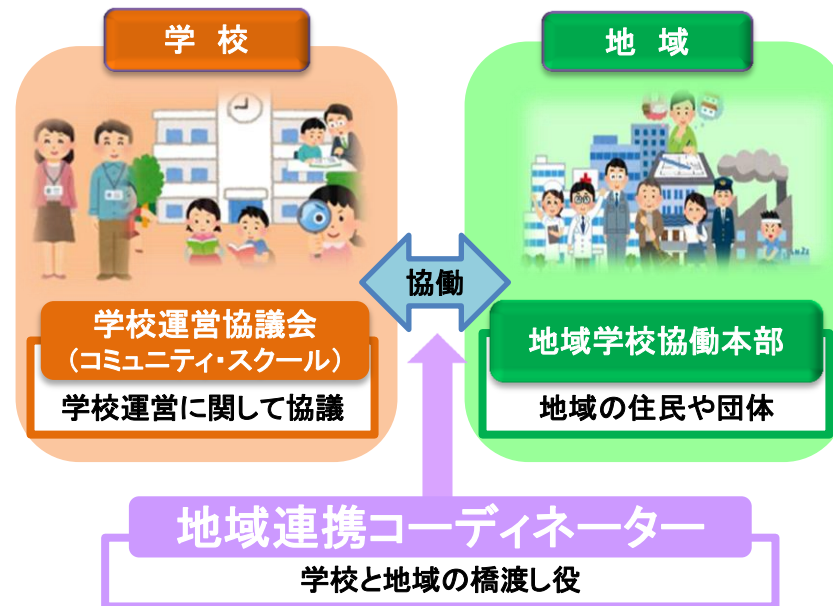 学 校
地 域
協働
学校運営協議会
（コミュニティ・スクール）
学校運営に関して協議
地域学校協働本部
地域の住民や団体
地域連携コーディネーター
学校と地域の橋渡し役